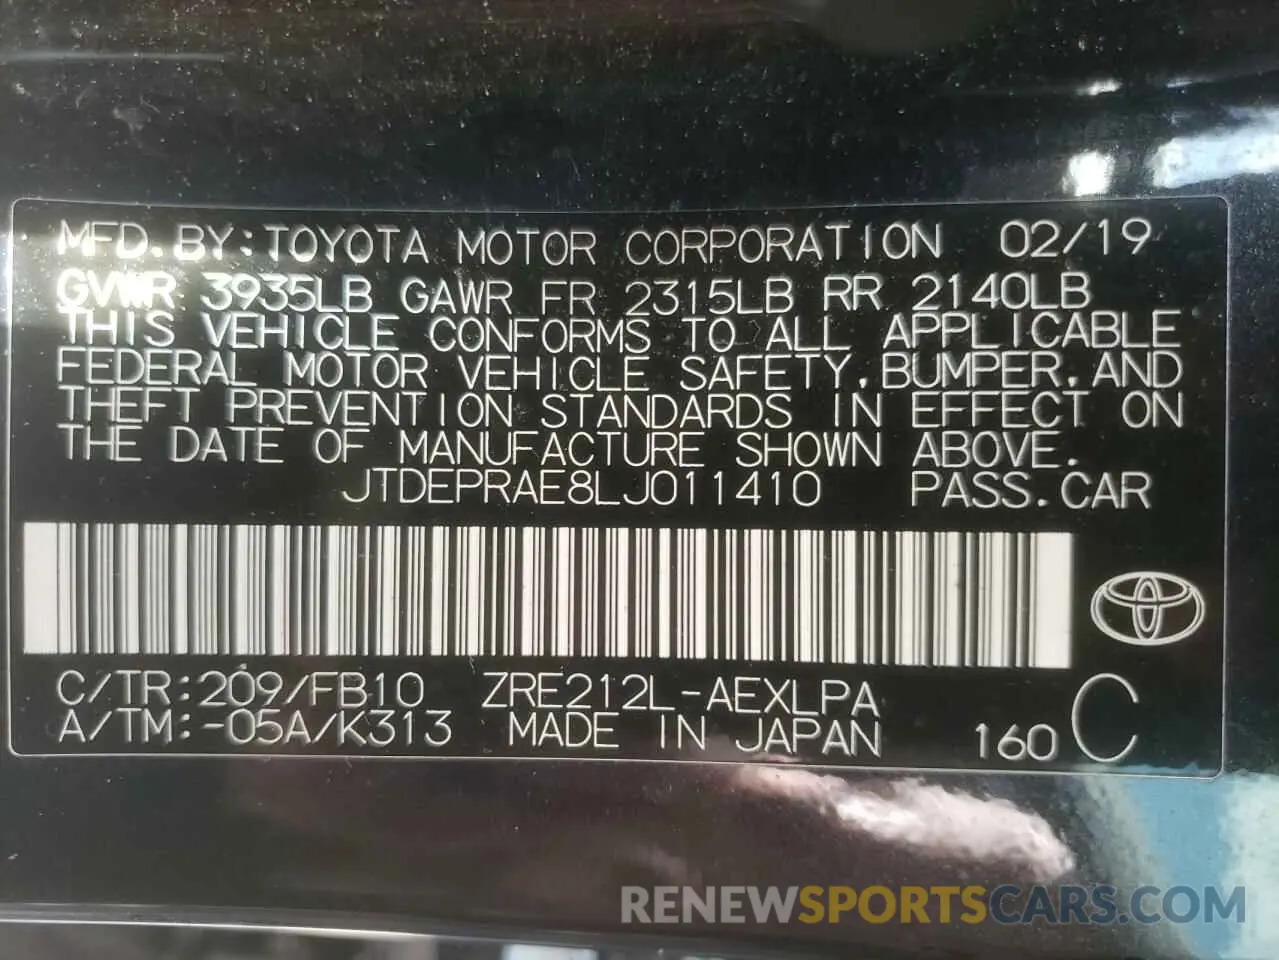 MFD.BY:TOYOTA MOTOR CORPORATION 02/19
GVWR 3935LB GAWR FR 2315LB RR 2140LB
THIS VEHICLE CONFORMS TO ALL APPLICABLE
FEDERAL MOTOR VEHICLE SAFETY,BUMPER,AND
THEFT PREVENTION STANDARDS IN EFFECT ON
THE DATE OF MANUFACTURE SHOWN ABOVE.
JTDEPRAE8LJ011410 PASS.CAR
C/TR:209/FB10 ZRE212L-AEXLPA
A/TM:-05A/K313 MADE IN JAPAN 160 C
RENEWSPORTSCARS.COM